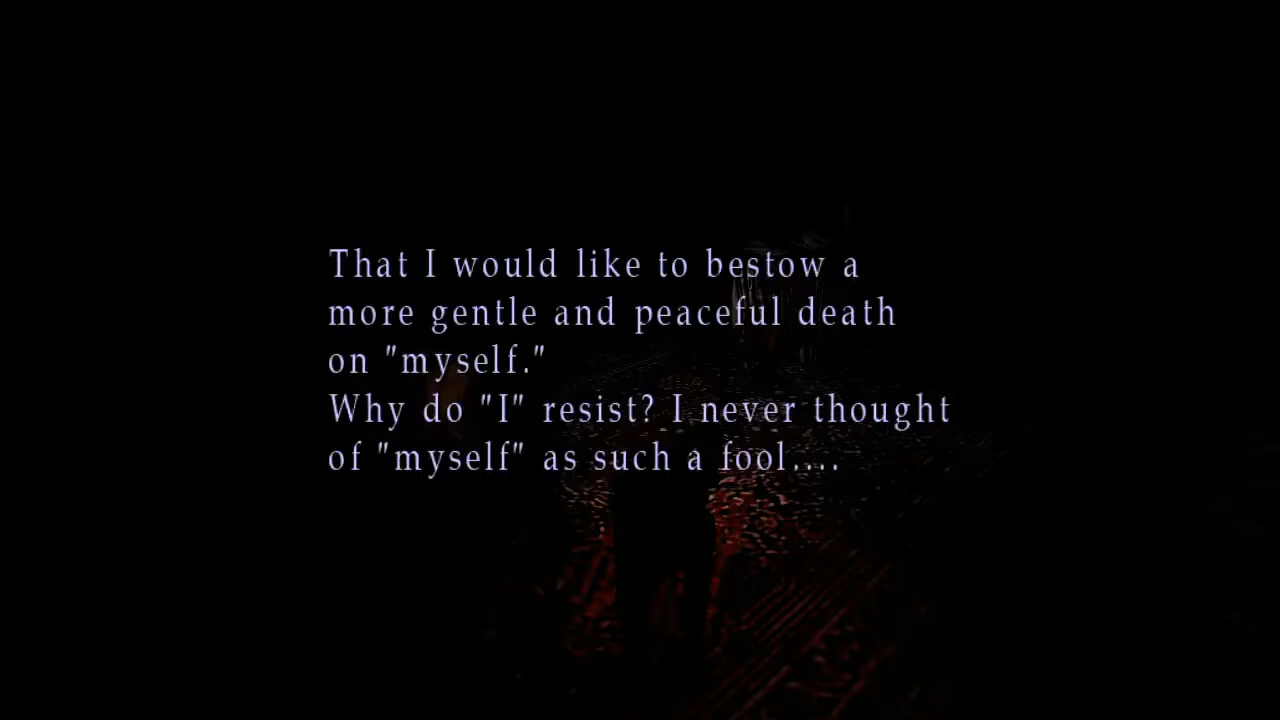 That I would like to bestow a
more gentle and peaceful death
on "myself."
Why do "I" resist? I never thought
of "myself" as such a fool....